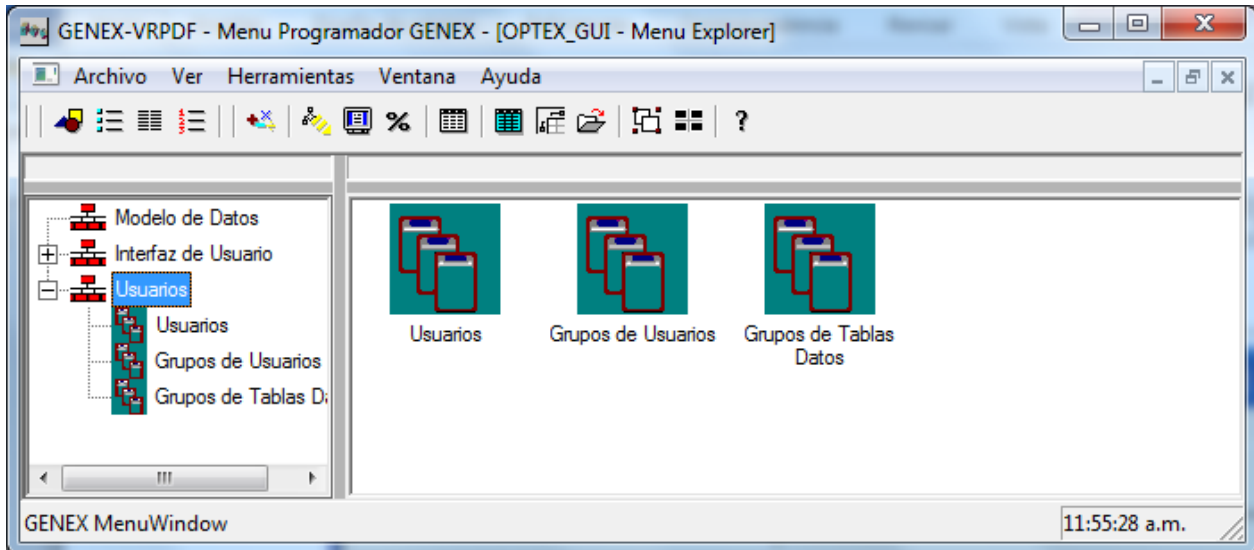 GENEX-VRPDF - Menu Programador GENEX - [OPTEX_GUI - Menu Explorer]
Archivo Ver Herramientas Ventana Ayuda
%
?
Modelo de Datos
Interfaz de Usuario
Usuarios
Usuarios
Grupos de Usuarios
Grupos de Tablas Da
Usuarios
Grupos de Usuarios
Grupos de Tablas
Datos
GENEX MenuWindow
11:55:28 a.m.